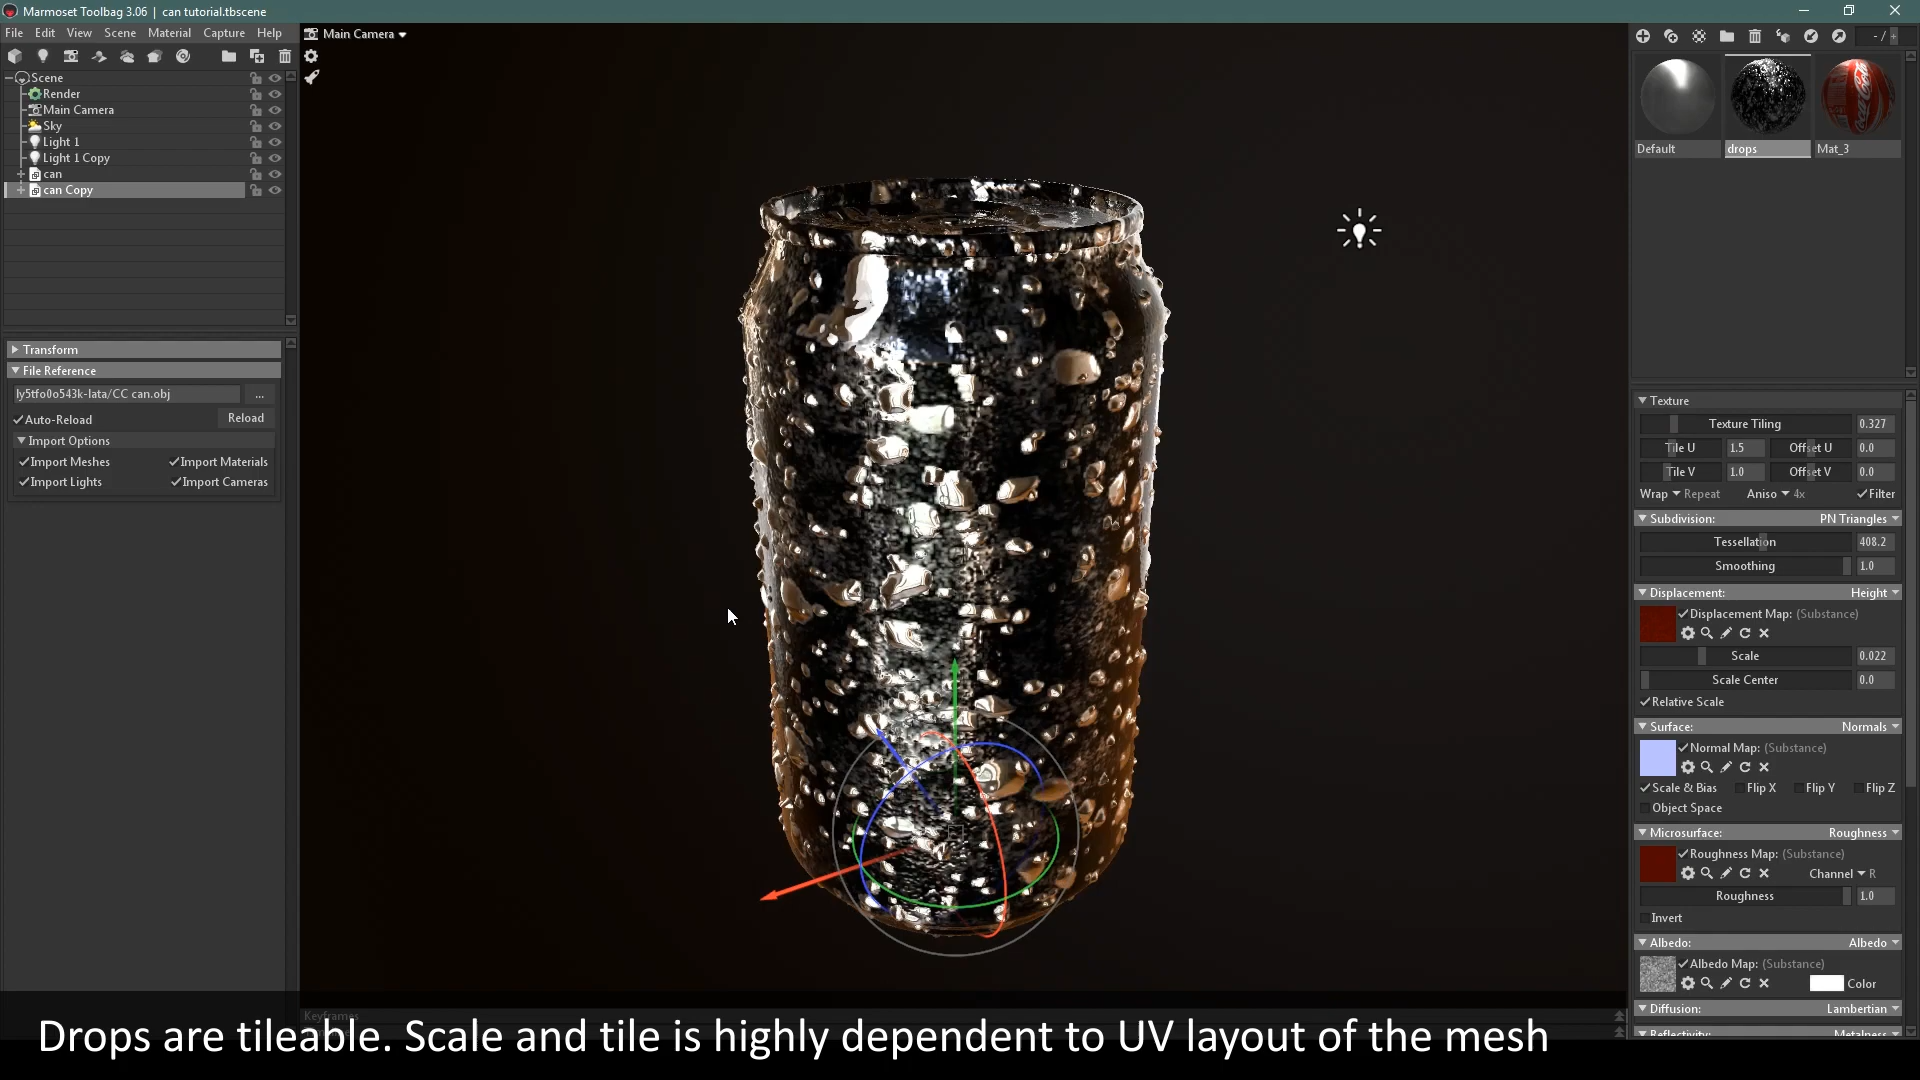 Marmoset Toolbag 3.06 | can tutorial.tbscene
File Edit View Scene Material Capture Help
Main Camera
- / +
Scene
Render
Main Camera
Sky
Light 1
Light 1 Copy
can
can Copy
Default drops Mat_3
Transform
File Reference
ly5tfo0o543k-lata/CC can.obj ...
Auto-Reload Reload
Import Options
Import Meshes Import Materials
Import Lights Import Cameras
Texture
Texture Tiling 0.327
Tile U 1.5 Offset U 0.0
Tile V 1.0 Offset V 0.0
Wrap Repeat Aniso 4x Filter
Subdivision: PN Triangles
Tessellation 408.2
Smoothing 1.0
Displacement: Height
Displacement Map: (Substance)
Scale 0.022
Scale Center 0.0
Relative Scale
Surface: Normals
Normal Map: (Substance)
Scale & Bias Flip X Flip Y Flip Z
Object Space
Microsurface: Roughness
Roughness Map: (Substance)
Channel R
Roughness 1.0
Invert
Albedo: Albedo
Albedo Map: (Substance)
Color
Diffusion: Lambertian
Reflectivity: Metalness
Keyframes
Drops are tileable. Scale and tile is highly dependent to UV layout of the mesh